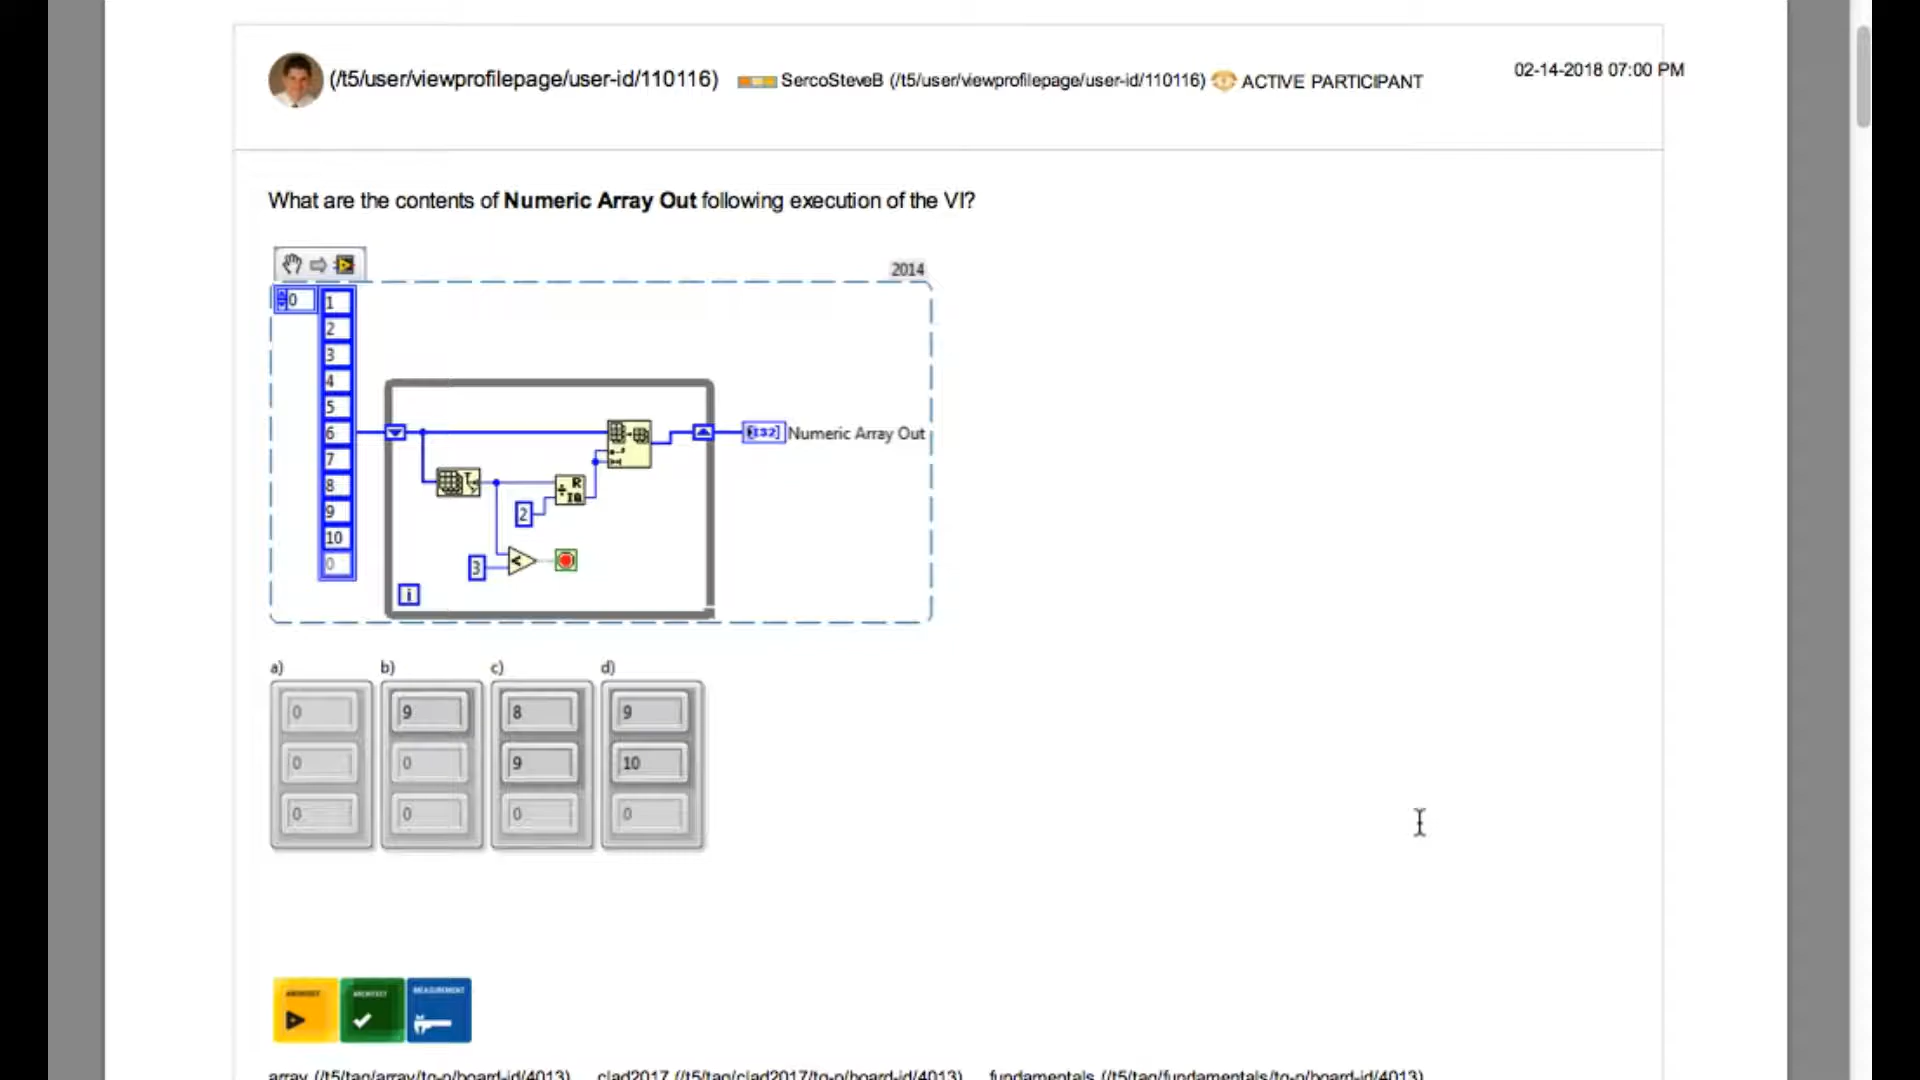 (/t5/user/viewprofilepage/user-id/110116) SercoSteveB (/t5/user/viewprofilepage/user-id/110116) ACTIVE PARTICIPANT 02-14-2018 07:00 PM
What are the contents of Numeric Array Out following execution of the VI?
2014
0 1
2
3
4
5
6 [I32] Numeric Array Out
7
8 R
9 IQ
2
10
0 3 <
i
a) b) c) d)
0 9 8 9
0 0 9 10
0 0 0 0
ARCHITECT ARCHITECT MEASUREMENT
array (/t5/tag/array/tg-p/board-id/4013) clad2017 (/t5/tag/clad2017/tg-p/board-id/4013) fundamentals (/t5/tag/fundamentals/tg-p/board-id/4013)